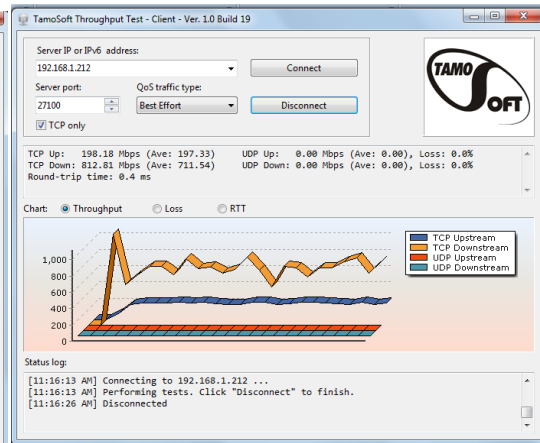 TamoSoft Throughput Test - Client - Ver. 1.0 Build 19
Server IP or IPv6 address:
192.168.1.212
Connect
Server port:
QoS traffic type:
27100
Best Effort
Disconnect
TCP only
TAMO
SOFT
TCP Up: 198.18 Mbps (Ave: 197.33) UDP Up: 0.00 Mbps (Ave: 0.00), Loss: 0.0%
TCP Down: 812.81 Mbps (Ave: 711.54) UDP Down: 0.00 Mbps (Ave: 0.00), Loss: 0.0%
Round-trip time: 0.4 ms
Chart: Throughput Loss RTT
TCP Upstream
TCP Downstream
UDP Upstream
UDP Downstream
1,000
800
600
400
200
0
Status log:
[11:16:13 AM] Connecting to 192.168.1.212 ...
[11:16:13 AM] Performing tests. Click "Disconnect" to finish.
[11:16:26 AM] Disconnected